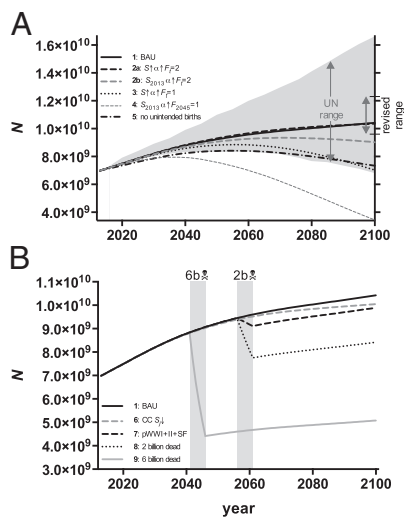 A
1.6×10¹⁰
1.4×10¹⁰
1.2×10¹⁰
1.0×10¹⁰
8.0×10⁹
6.0×10⁹
4.0×10⁹
N
1: BAU
2a: S↑α↑Fᵢ=2
2b: S₂₀₁₃α↑Fᵢ=2
3: S↑α↑Fᵢ=1
4: S₂₀₁₃α↑F₂₀₄₅=1
5: no unintended births
UN
range
revised
range
2020 2040 2060 2080 2100
B
6b☠ 2b☠
1.1×10¹⁰
1.0×10¹⁰
9.0×10⁹
8.0×10⁹
7.0×10⁹
6.0×10⁹
5.0×10⁹
4.0×10⁹
3.0×10⁹
N
1: BAU
6: CC Sⱼ↓
7: pWWI+II+SF
8: 2 billion dead
9: 6 billion dead
2020 2040 2060 2080 2100
year